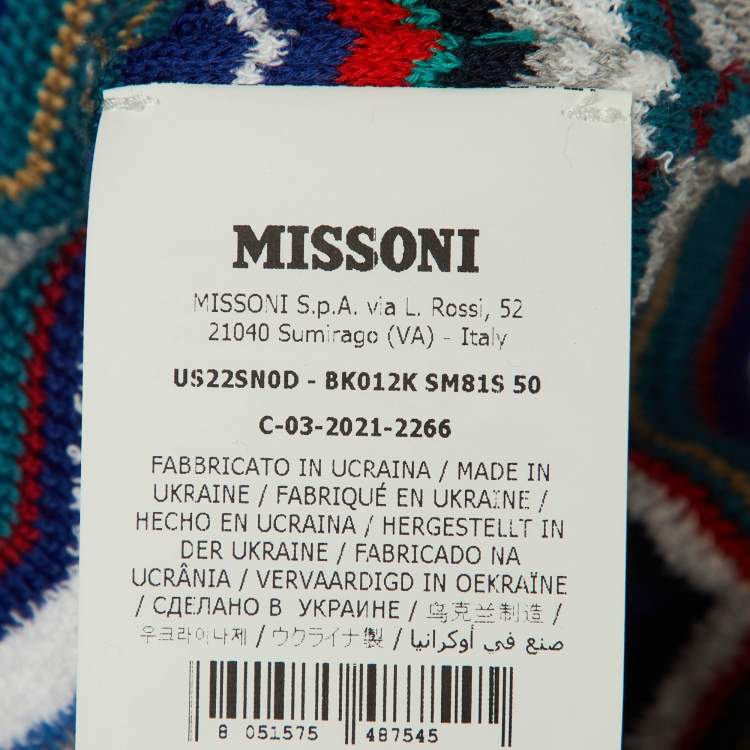 MISSONI
MISSONI S.p.A. via L. Rossi, 52
21040 Sumirago (VA) - Italy
US22SN0D - BK012K SM81S 50
C-03-2021-2266
FABBRICATO IN UCRAINA / MADE IN
UKRAINE / FABRIQUÉ EN UKRAINE /
HECHO EN UCRAINA / HERGESTELLT IN
DER UKRAINE / FABRICADO NA
UCRÂNIA / VERVAARDIGD IN OEKRAÏNE
/ СДЕЛАНО В УКРАИНЕ / 乌克兰制造 /
우크라이나제 / ウクライナ製 / صنع في أوكرانيا
8 051575 487545